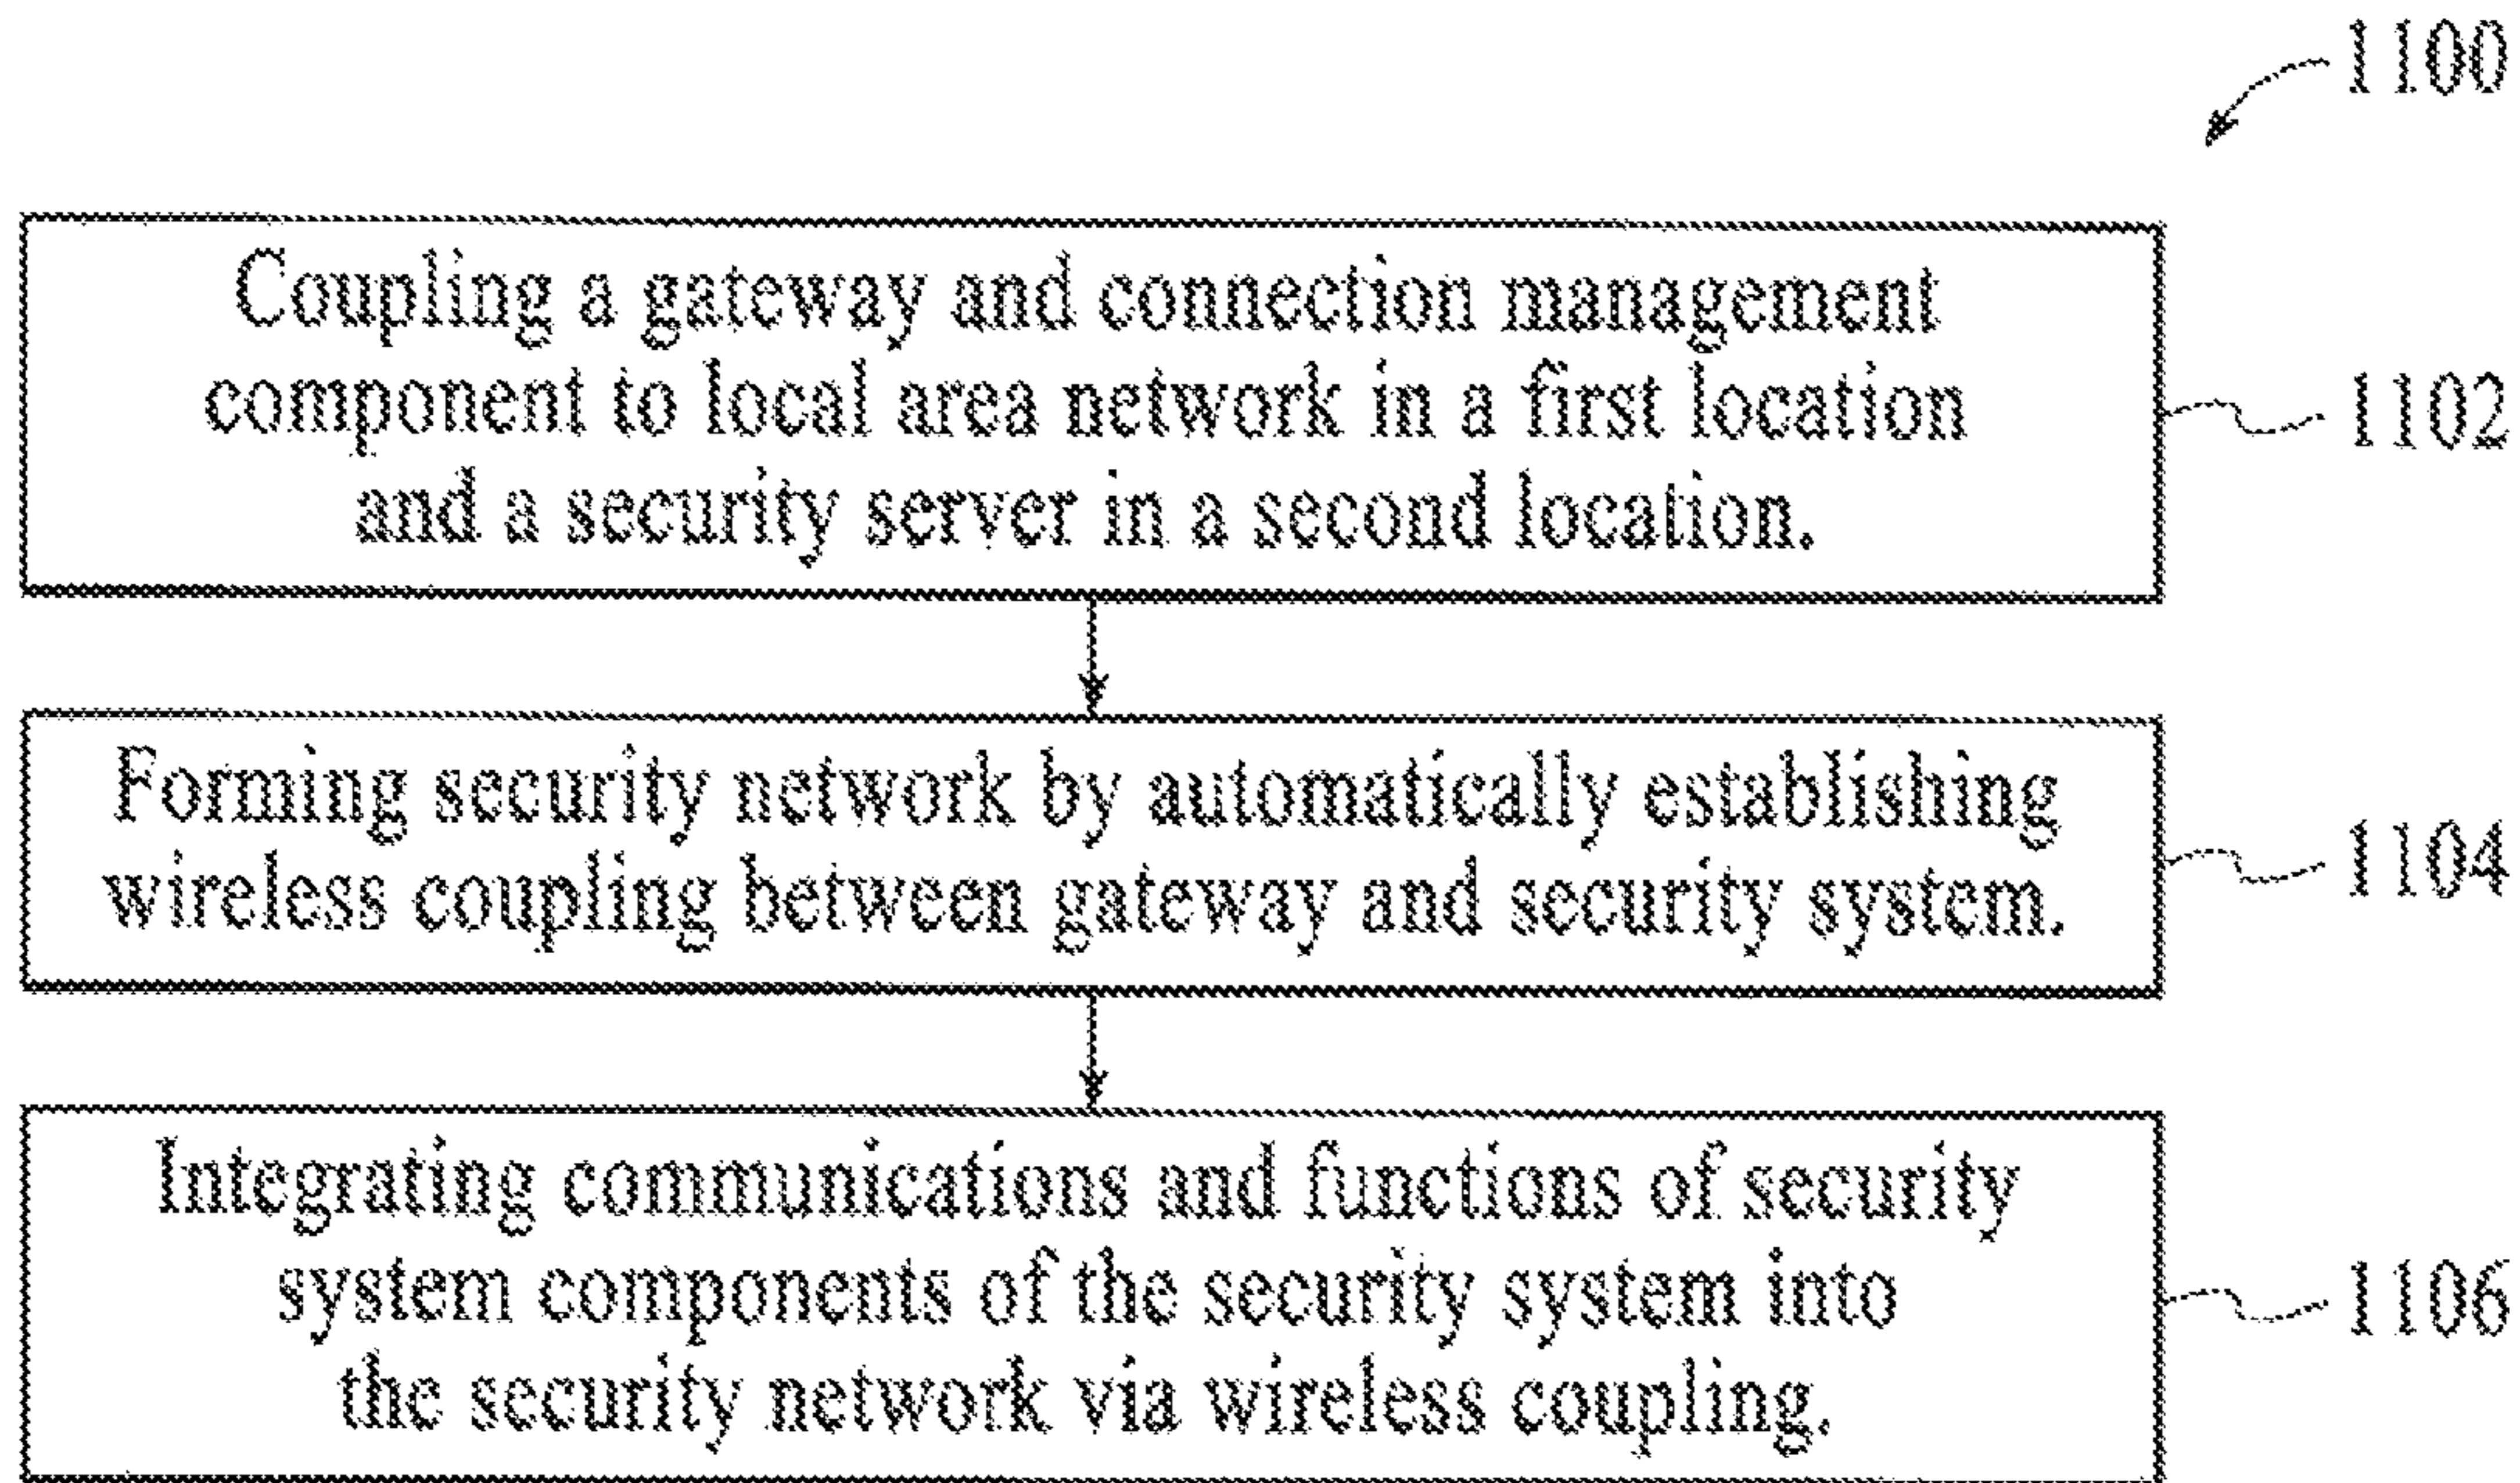 1100
Coupling a gateway and connection management
component to local area network in a first location
and a security server in a second location.
1102
Forming security network by automatically establishing
wireless coupling between gateway and security system.
1104
Integrating communications and functions of security
system components of the security system into
the security network via wireless coupling.
1106